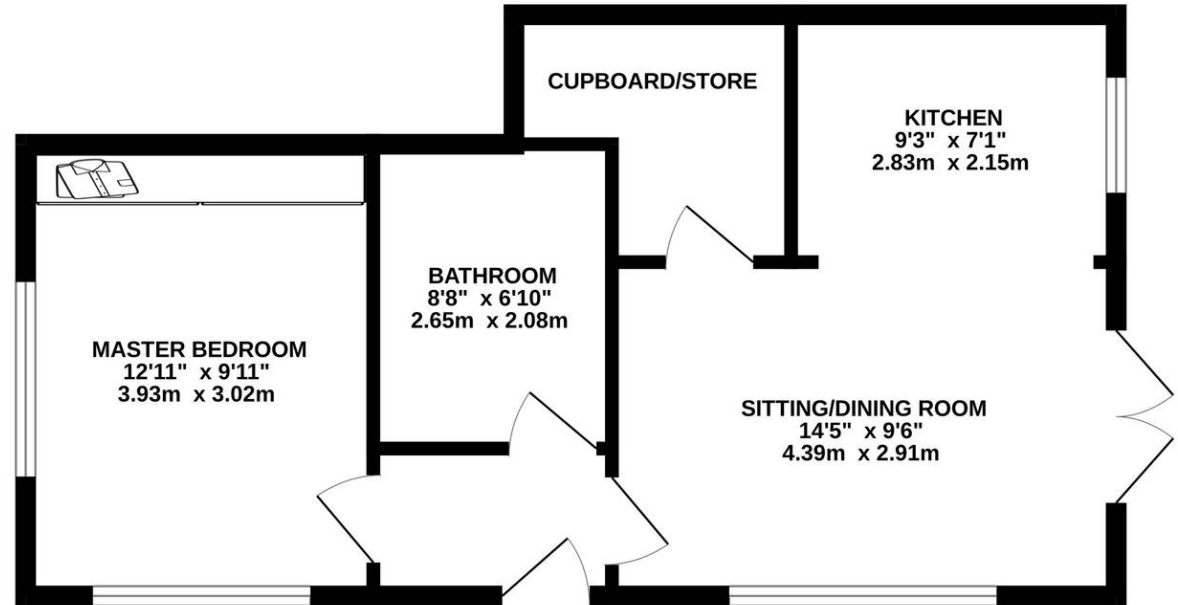 CUPBOARD/STORE
KITCHEN
9'3" x 7'1"
2.83m x 2.15m
BATHROOM
8'8" x 6'10"
2.65m x 2.08m
MASTER BEDROOM
12'11" x 9'11"
3.93m x 3.02m
SITTING/DINING ROOM
14'5" x 9'6"
4.39m x 2.91m